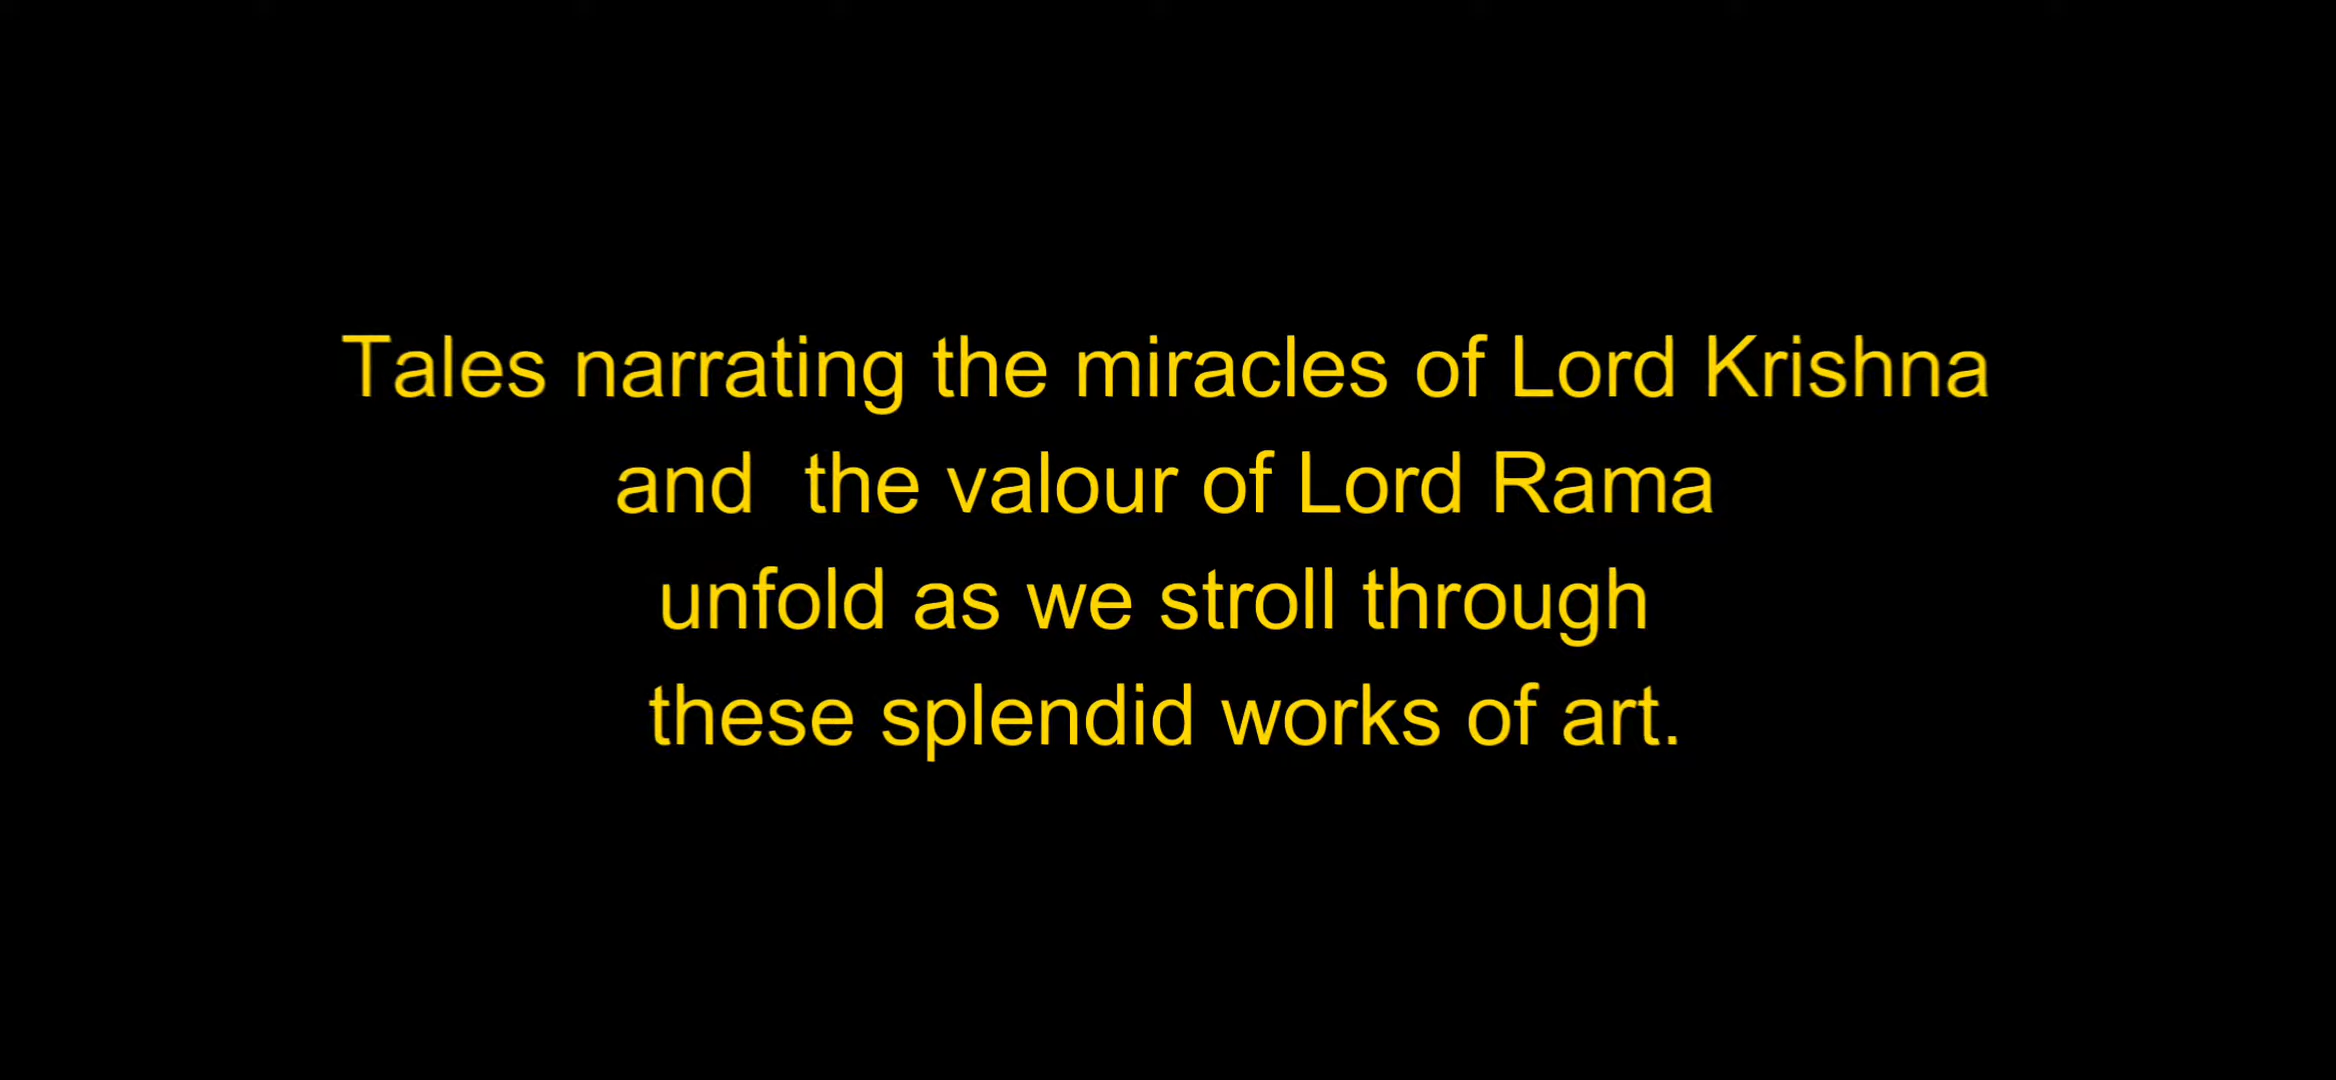 Tales narrating the miracles of Lord Krishna
and  the valour of Lord Rama
unfold as we stroll through
these splendid works of art.